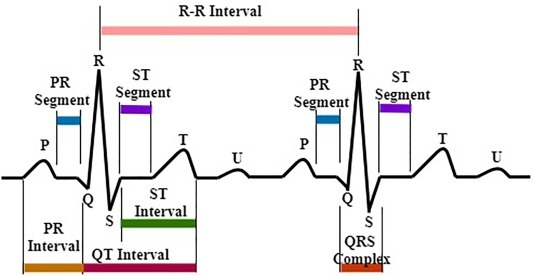 R-R Interval
R
R
PR
Segment
ST
Segment
PR
Segment
ST
Segment
P
T
U
P
T
U
Q
S
Q
S
ST
Interval
PR
Interval
QT Interval
QRS
Complex